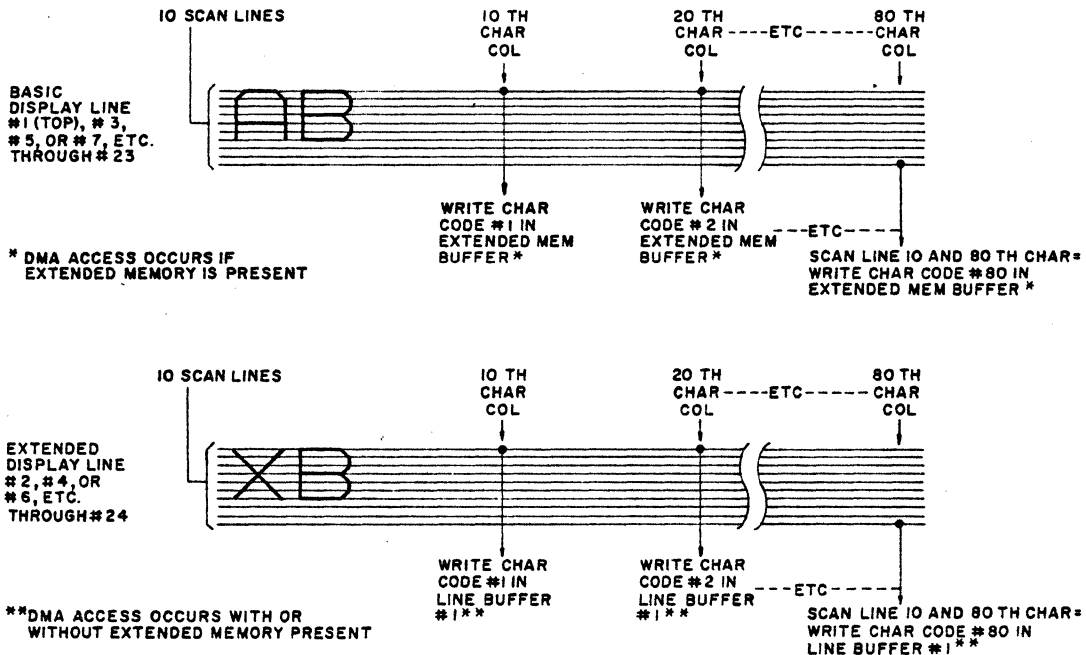 10 SCAN LINES
10 TH
CHAR
COL
20 TH
CHAR ----ETC------
COL
80 TH
CHAR
COL
BASIC
DISPLAY LINE
#1 (TOP), #3,
#5, OR #7, ETC.
THROUGH #23
AB
WRITE CHAR
CODE #1 IN
EXTENDED MEM
BUFFER*
WRITE CHAR
CODE #2 IN
EXTENDED MEM
BUFFER*
---ETC----
SCAN LINE 10 AND 80 TH CHAR=
WRITE CHAR CODE #80 IN
EXTENDED MEM BUFFER*
* DMA ACCESS OCCURS IF
EXTENDED MEMORY IS PRESENT
10 SCAN LINES
10 TH
CHAR
COL
20 TH
CHAR ----ETC-----
COL
80 TH
CHAR
COL
EXTENDED
DISPLAY LINE
#2, #4, OR
#6, ETC.
THROUGH #24
XB
WRITE CHAR
CODE #1 IN
LINE BUFFER
#1**
WRITE CHAR
CODE #2 IN
LINE BUFFER
#1**
---ETC----
SCAN LINE 10 AND 80 TH CHAR=
WRITE CHAR CODE #80 IN
LINE BUFFER #1**
**DMA ACCESS OCCURS WITH OR
WITHOUT EXTENDED MEMORY PRESENT